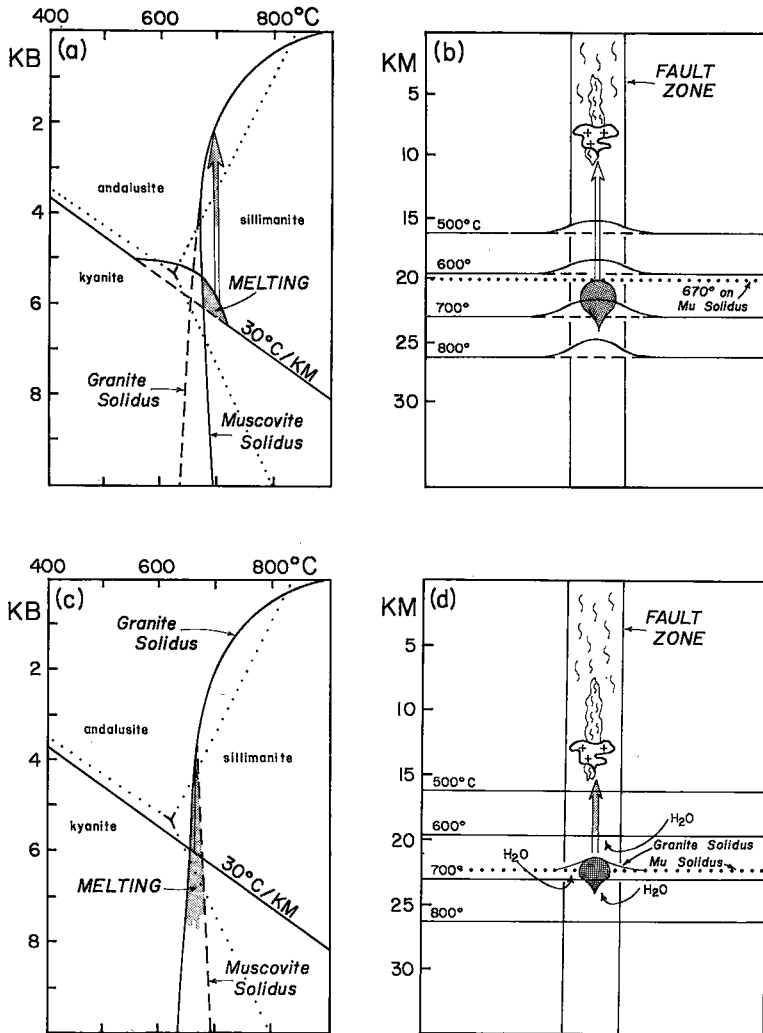 400 600 800°C
KB
(a)
2
4
6
8
andalusite
sillimanite
kyanite
MELTING
30°C/KM
Granite
Solidus
Muscovite
Solidus
KM
(b)
5
10
15
20
25
30
FAULT
ZONE
500°C
600°
670° on
Mu Solidus
700°
800°
400 600 800°C
KB
(c)
2
4
6
8
Granite
Solidus
andalusite
sillimanite
kyanite
30°C/KM
MELTING
Muscovite
Solidus
KM
(d)
5
10
15
20
25
30
FAULT
ZONE
500°C
600°
H2O
Granite Solidus
Mu Solidus
700°
H2O
H2O
800°